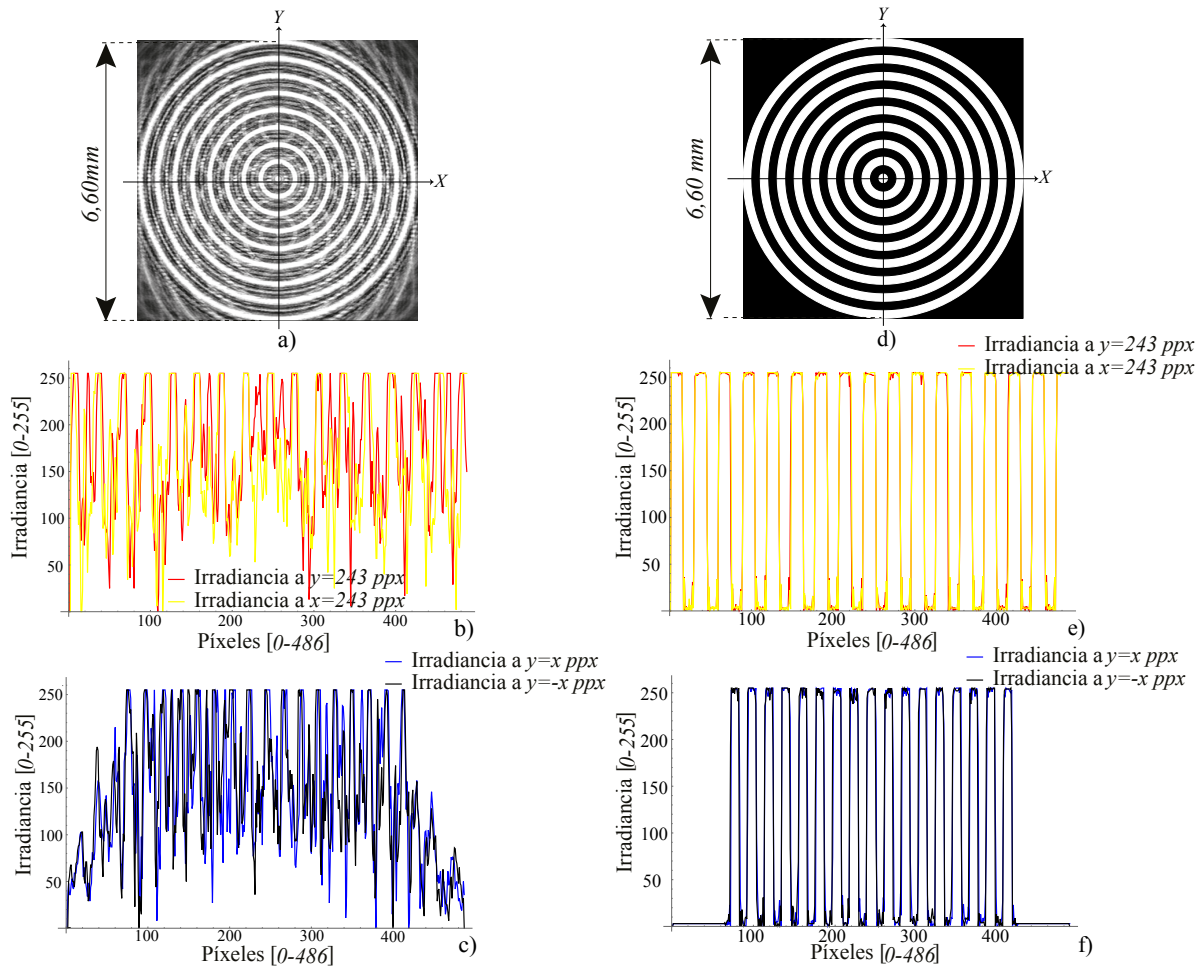 Y
X
6,60mm
a)
Y
X
6,60 mm
d)
Irradiancia [0-255]
250
200
150
100
50
100
200
300
400
Irradiancia a y=243 ppx
Irradiancia a x=243 ppx
Píxeles [0-486]
b)
Irradiancia a y=243 ppx
Irradiancia a x=243 ppx
Irradiancia [0-255]
250
200
150
100
50
100
200
300
400
Píxeles [0-486]
e)
Irradiancia a y=x ppx
Irradiancia a y=-x ppx
Irradiancia [0-255]
250
200
150
100
50
100
200
300
400
Píxeles [0-486]
c)
Irradiancia a y=x ppx
Irradiancia a y=-x ppx
Irradiancia [0-255]
250
200
150
100
50
100
200
300
400
Píxeles [0-486]
f)